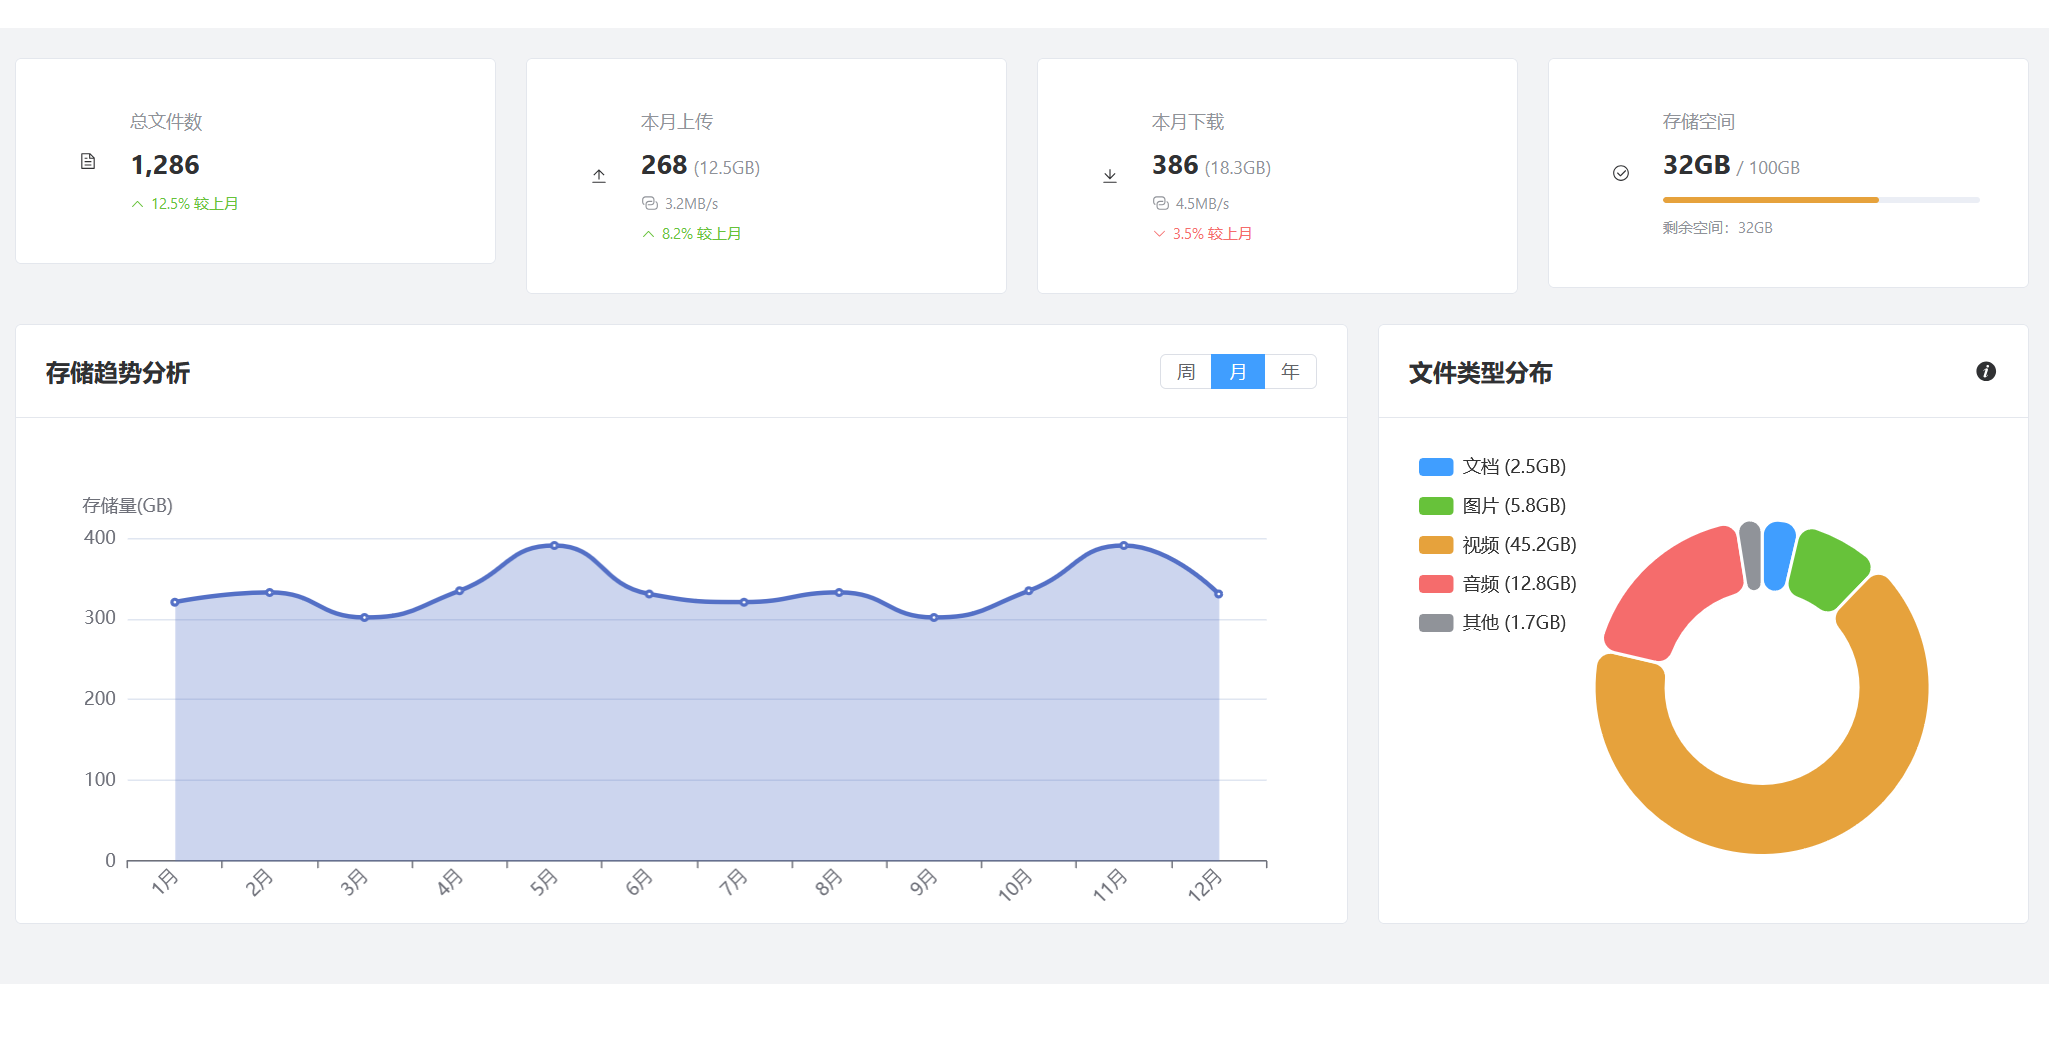 总文件数
1,286
12.5% 较上月
本月上传
268 (12.5GB)
3.2MB/s
8.2% 较上月
本月下载
386 (18.3GB)
4.5MB/s
3.5% 较上月
存储空间
32GB / 100GB
剩余空间：32GB
存储趋势分析
周 月 年
存储量(GB)
400
300
200
100
0
1月 2月 3月 4月 5月 6月 7月 8月 9月 10月 11月 12月
文件类型分布
文档 (2.5GB)
图片 (5.8GB)
视频 (45.2GB)
音频 (12.8GB)
其他 (1.7GB)